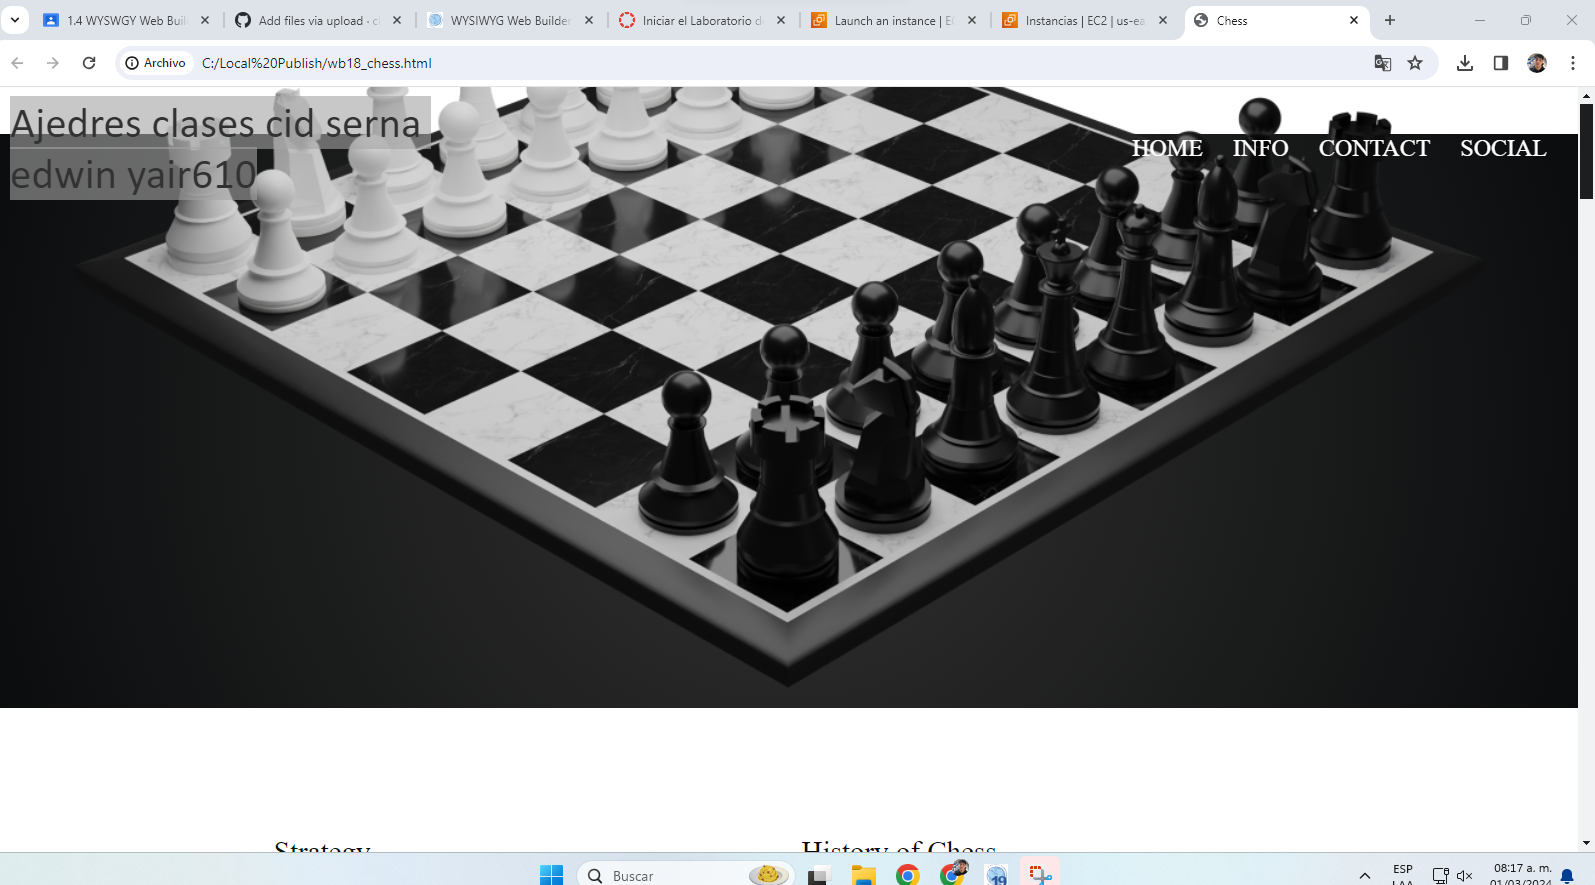 1.4 WYSWGY Web Buil
Add files via upload · c
WYSIWYG Web Builder
Iniciar el Laboratorio d
Launch an instance | E
Instancias | EC2 | us-ea
Chess
Archivo
C:/Local%20Publish/wb18_chess.html
Ajedres clases cid serna
edwin yair610
HOME INFO CONTACT SOCIAL
Strategy
History of Chess
Buscar
19
ESP
LAA
08:17 a. m.
01/03/2024